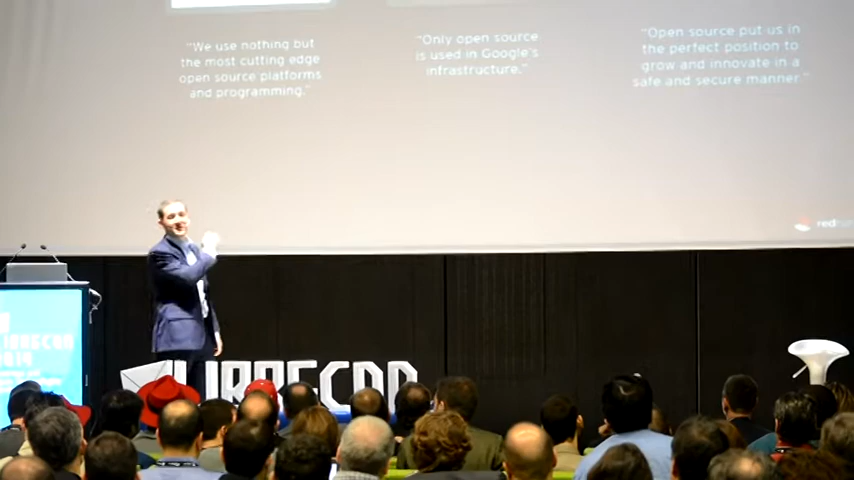 "We use nothing but
the most cutting edge
open source platforms
and programming."
"Only open source
is used in Google's
infrastructure."
"Open source put us in
the perfect position to
grow and innovate in a
safe and secure manner."
2014